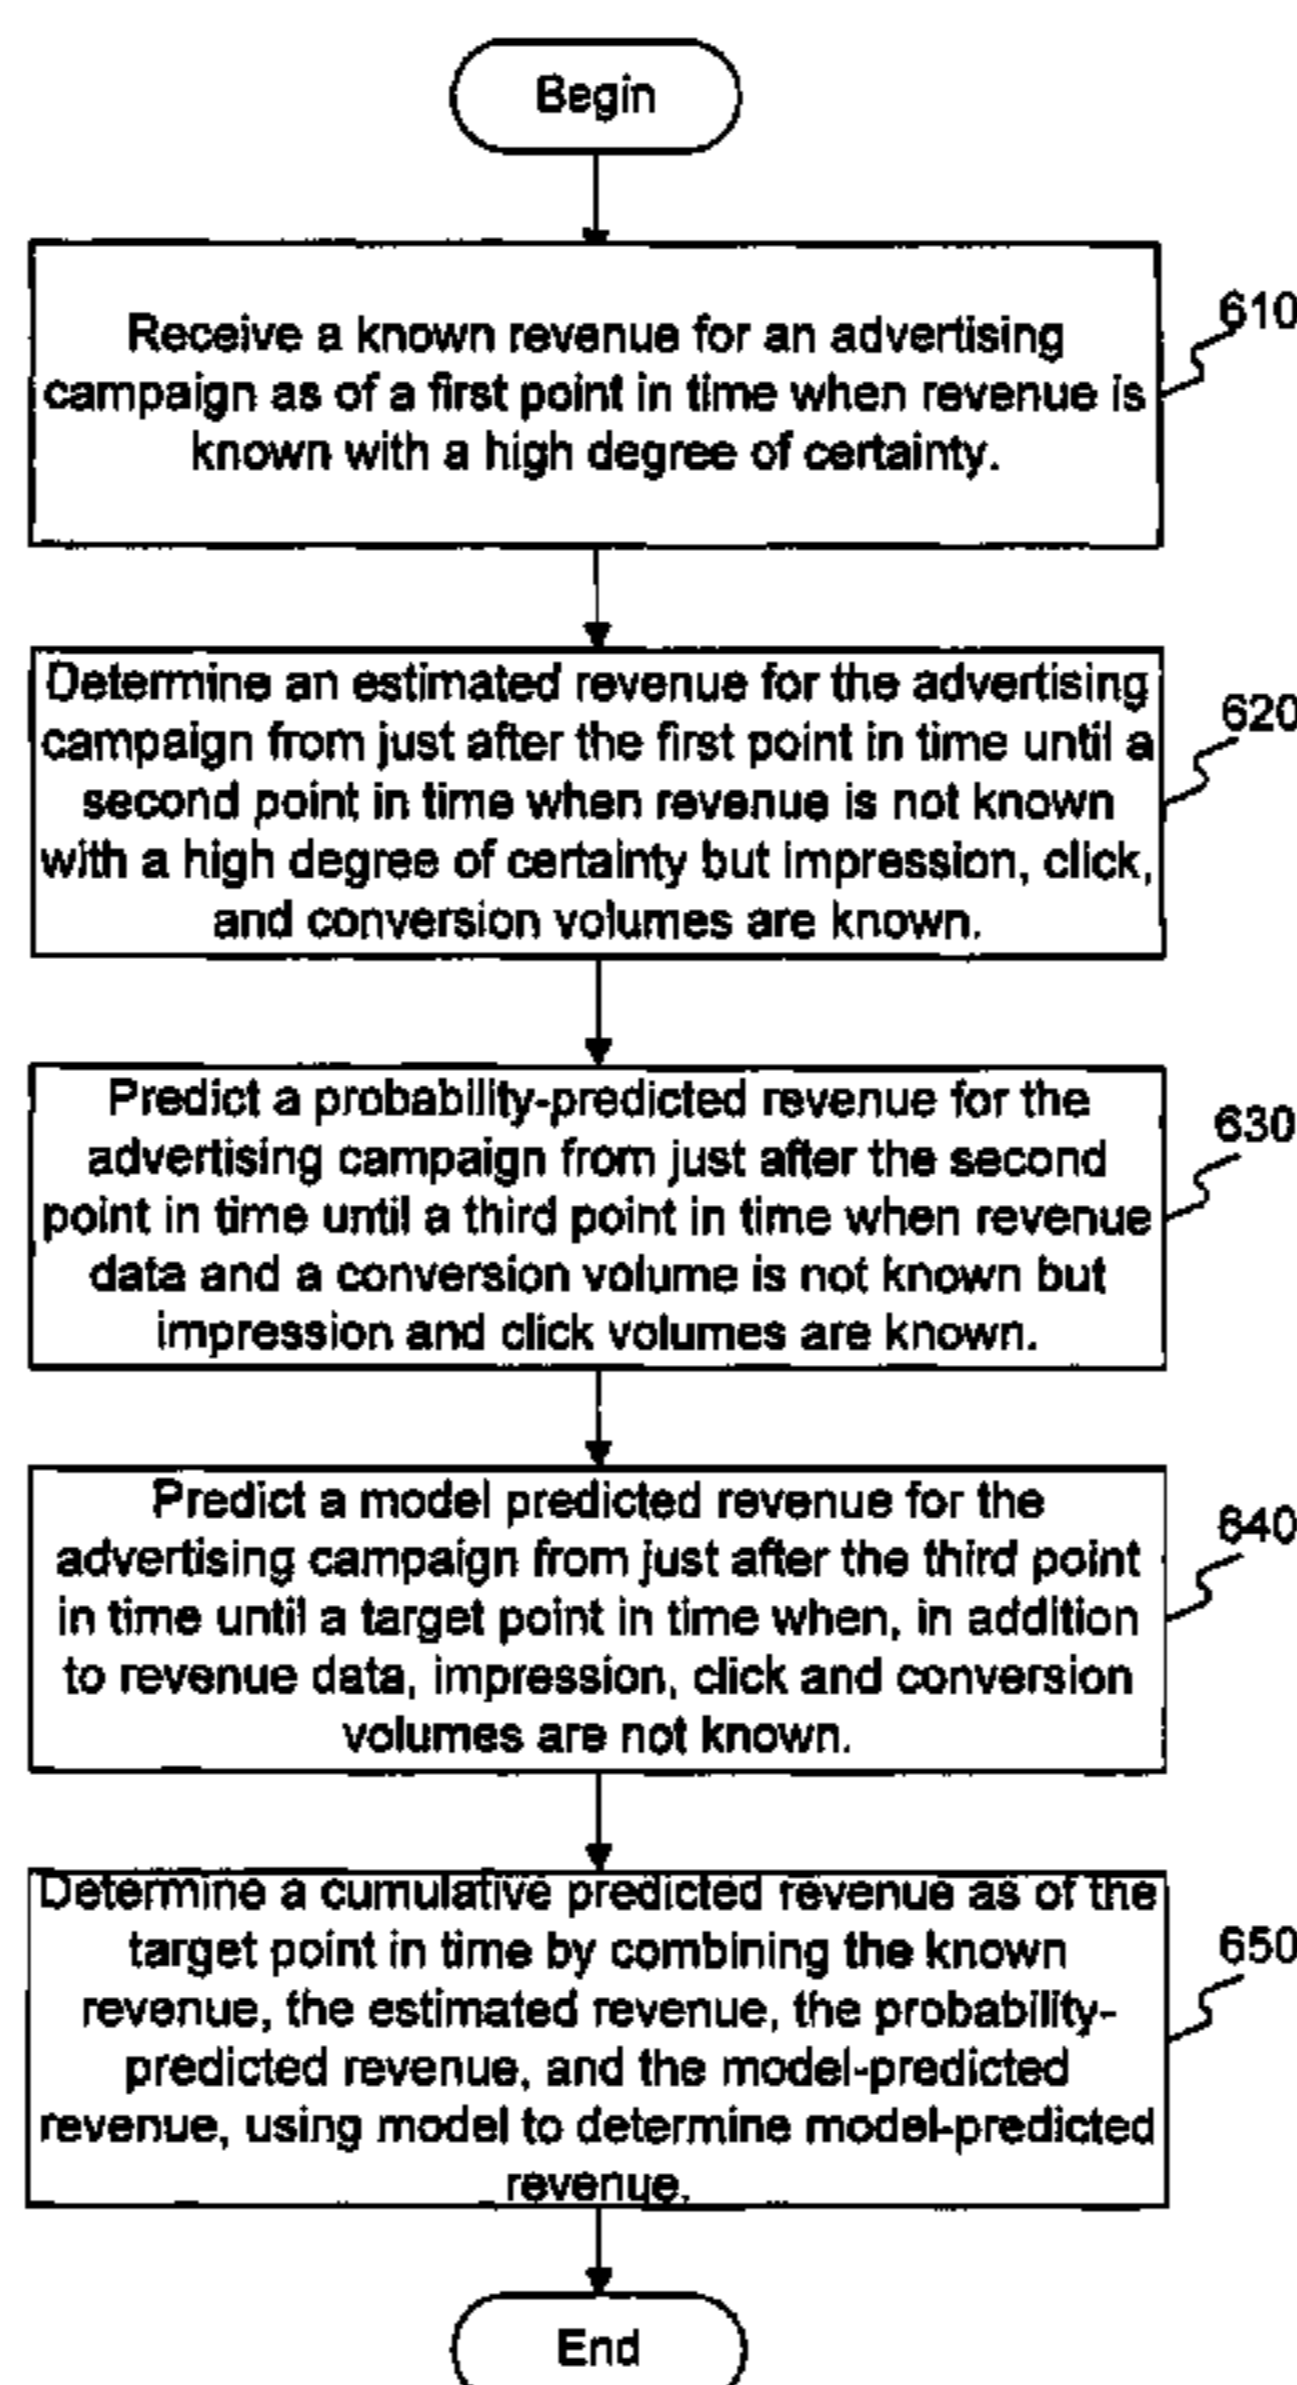 Begin
Receive a known revenue for an advertising
campaign as of a first point in time when revenue is
known with a high degree of certainty.
610
Determine an estimated revenue for the advertising
campaign from just after the first point in time until a
second point in time when revenue is not known
with a high degree of certainty but impression, click,
and conversion volumes are known.
620
Predict a probability-predicted revenue for the
advertising campaign from just after the second
point in time until a third point in time when revenue
data and a conversion volume is not known but
impression and click volumes are known.
630
Predict a model predicted revenue for the
advertising campaign from just after the third point
in time until a target point in time when, in addition
to revenue data, impression, click and conversion
volumes are not known.
640
Determine a cumulative predicted revenue as of the
target point in time by combining the known
revenue, the estimated revenue, the probability-
predicted revenue, and the model-predicted
revenue, using model to determine model-predicted
revenue.
650
End